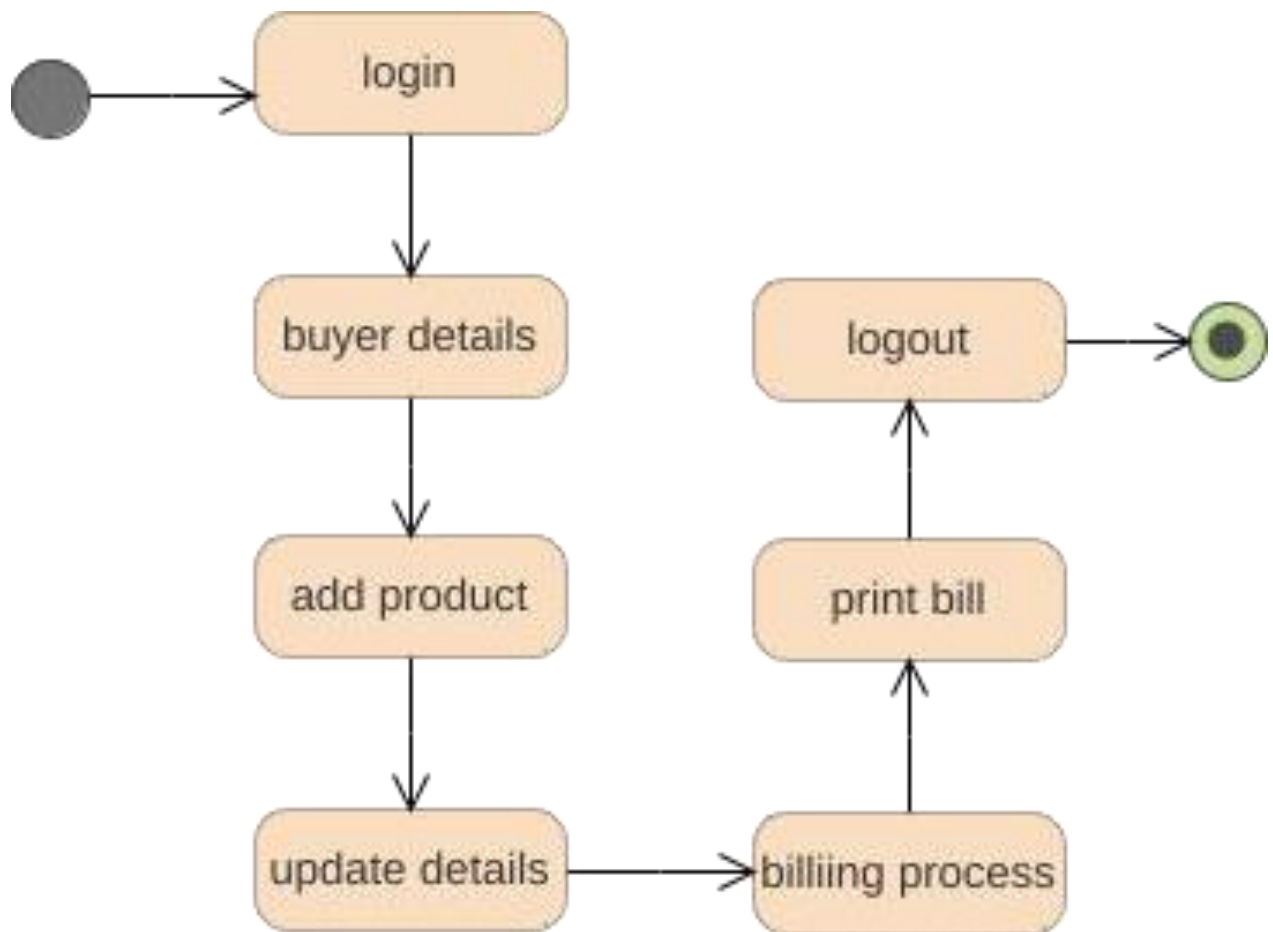 login
buyer details
add product
update details
billiing process
print bill
logout